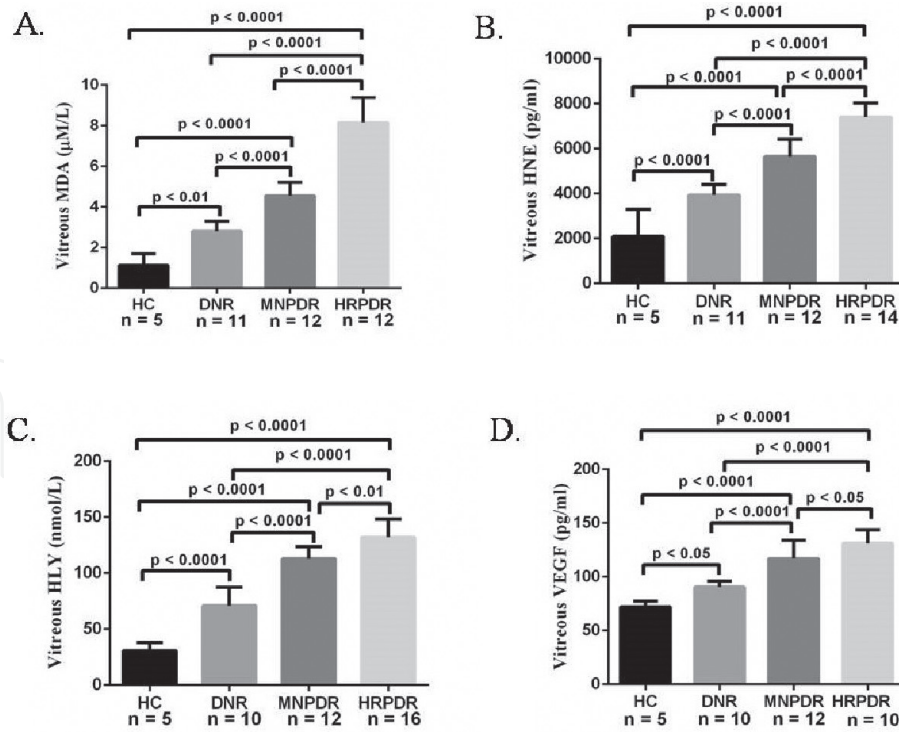 A.
p < 0.0001
p < 0.0001
p < 0.0001
p < 0.0001
p < 0.0001
p < 0.01
Vitreous MDA (μM/L)
10
8
6
4
2
0
HC DNR MNPDR HRPDR
n = 5 n = 11 n = 12 n = 12
B.
p < 0.0001
p < 0.0001
p < 0.0001 p < 0.0001
p < 0.0001
p < 0.0001
Vitreous HNE (pg/ml)
10000
8000
6000
4000
2000
0
HC DNR MNPDR HRPDR
n = 5 n = 11 n = 12 n = 14
C.
p < 0.0001
p < 0.0001
p < 0.0001 p < 0.01
p < 0.0001
p < 0.0001
Vitreous HLY (nmol/L)
200
150
100
50
0
HC DNR MNPDR HRPDR
n = 5 n = 10 n = 12 n = 16
D.
p < 0.0001
p < 0.0001
p < 0.0001
p < 0.05
p < 0.0001
p < 0.05
Vitreous VEGF (pg/ml)
200
150
100
50
0
HC DNR MNPDR HRPDR
n = 5 n = 10 n = 12 n = 10